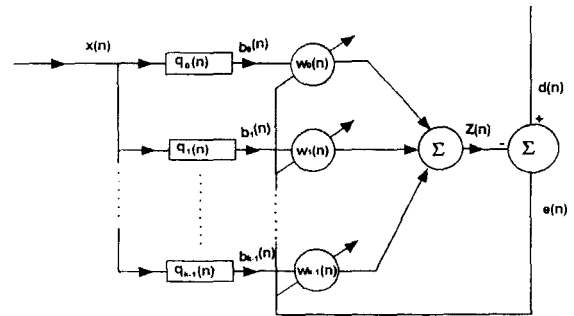 x(n) q₀(n) b₀(n) w₀(n)
d(n)
+
q₁(n) b₁(n) w₁(n) Σ Z(n) - Σ
e(n)
qₖ₋₁(n) bₖ₋₁(n) wₖ₋₁(n)